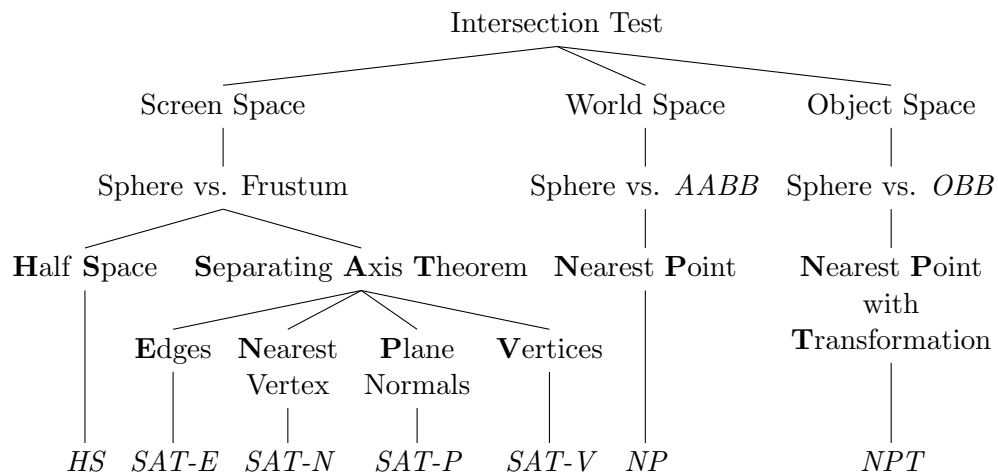 Intersection Test
Screen Space
World Space
Object Space
Sphere vs. Frustum
Sphere vs. AABB
Sphere vs. OBB
Half Space
Separating Axis Theorem
Nearest Point
Nearest Point
with
Transformation
Edges
Nearest
Vertex
Plane
Normals
Vertices
HS
SAT-E
SAT-N
SAT-P
SAT-V
NP
NPT